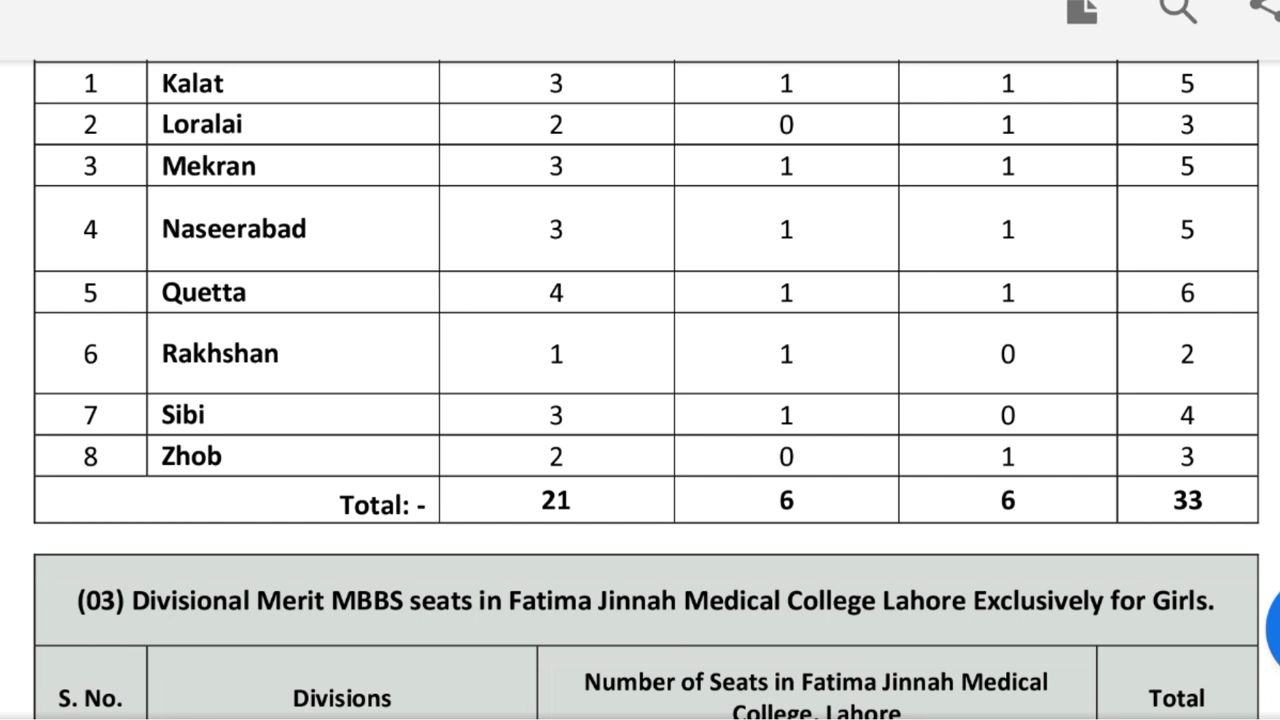 1 Kalat 3 1 1 5
2 Loralai 2 0 1 3
3 Mekran 3 1 1 5
4 Naseerabad 3 1 1 5
5 Quetta 4 1 1 6
6 Rakhshan 1 1 0 2
7 Sibi 3 1 0 4
8 Zhob 2 0 1 3
Total: - 21 6 6 33
(03) Divisional Merit MBBS seats in Fatima Jinnah Medical College Lahore Exclusively for Girls.
S. No. Divisions Number of Seats in Fatima Jinnah Medical Total
College, Lahore